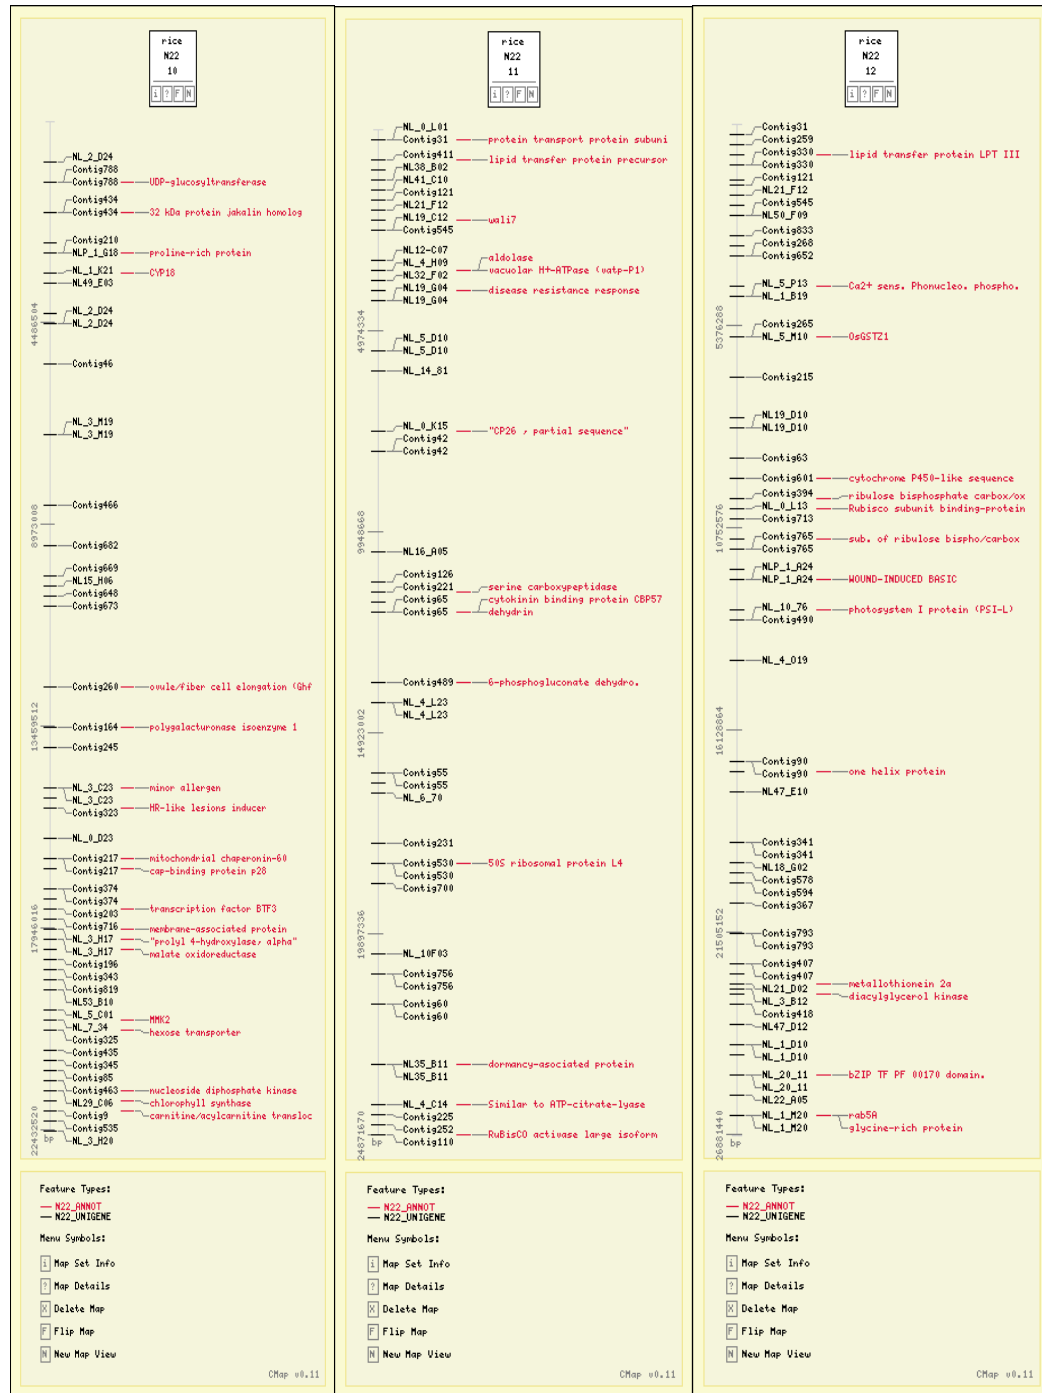 rice
N22
10
i ? F N
NL_2_D24
Contig788
Contig788 UDP-glucosyltransferase
Contig434
Contig434 32 kDa protein jakalin homolog
Contig210
NLP_1_G18 proline-rich protein
NL_1_K21 CYP18
NL49_E03
NL_2_D24
NL_2_D24
4486504
Contig46
NL_3_M19
NL_3_M19
Contig466
8973008
Contig682
Contig669
NL15_H06
Contig648
Contig673
Contig260 ovule/fiber cell elongation (Ghf
13459512
Contig164 polygalacturonase isoenzyme 1
Contig245
NL_3_C23 minor allergen
NL_3_C23
Contig323 HR-like lesions inducer
NL_0_D23
Contig217 mitochondrial chaperonin-60
Contig217 cap-binding protein p28
Contig374
Contig374
Contig203 transcription factor BTF3
17946016
Contig716 membrane-associated protein
NL_3_H17 "prolyl 4-hydroxylase, alpha"
NL_3_H17 malate oxidoreductase
Contig196
Contig343
Contig819
NL53_B10
NL_5_C01 MMK2
NL_7_34 hexose transporter
Contig325
Contig435
Contig345
Contig85
Contig463 nucleoside diphosphate kinase
NL29_C06 chlorophyll synthase
Contig9 carnitine/acylcarnitine transloc
Contig535
22432520
bp
NL_3_H20
Feature Types:
N22_ANNOT
N22_UNIGENE
Menu Symbols:
i Map Set Info
? Map Details
X Delete Map
F Flip Map
N New Map View
CMap v0.11
rice
N22
11
i ? F N
NL_0_L01
Contig31 protein transport protein subuni
Contig411 lipid transfer protein precursor
NL38_B02
NL41_C10
Contig121
NL21_F12
NL19_C12 wali7
Contig545
NL12-C07
aldolase
NL_4_H09
vacuolar H+-ATPase (vatp-P1)
NL32_F02
NL19_G04 disease resistance response
NL19_G04
4974334
NL_5_D10
NL_5_D10
NL_14_81
NL_0_K15 "CP26 , partial sequence"
Contig42
Contig42
9948668
NL16_A05
Contig126
Contig221 serine carboxypeptidase
Contig65 cytokinin binding protein CBP57
Contig65 dehydrin
Contig489 6-phosphogluconate dehydro.
NL_4_L23
NL_4_L23
14923002
Contig55
Contig55
NL_6_70
Contig231
Contig530 50S ribosomal protein L4
Contig530
Contig700
19897336
NL_10F03
Contig756
Contig756
Contig60
Contig60
NL35_B11 dormancy-asociated protein
NL35_B11
NL_4_C14 Similar to ATP-citrate-lyase
Contig225
Contig252 RuBisCO activase large isoform
24871670
bp
Contig110
Feature Types:
N22_ANNOT
N22_UNIGENE
Menu Symbols:
i Map Set Info
? Map Details
X Delete Map
F Flip Map
N New Map View
CMap v0.11
rice
N22
12
i ? F N
Contig31
Contig259
Contig330 lipid transfer protein LPT III
Contig330
Contig121
NL21_F12
Contig545
NL50_F09
Contig833
Contig268
Contig652
NL_5_P13 Ca2+ sens. Phonucleo. phospho.
NL_1_B19
5376288
Contig265
NL_5_M10 OsGSTZ1
Contig215
NL19_D10
NL19_D10
Contig63
Contig601 cytochrome P450-like sequence
Contig394 ribulose bisphosphate carbox/ox
NL_0_L13 Rubisco subunit binding-protein
Contig713
10752576
Contig765 sub. of ribulose bispho/carbox
Contig765
NLP_1_A24
NLP_1_A24 WOUND-INDUCED BASIC
NL_10_76 photosystem I protein (PSI-L)
Contig490
NL_4_O19
16128864
Contig90
Contig90 one helix protein
NL47_E10
Contig341
Contig341
NL18_G02
Contig578
Contig594
Contig367
21505152
Contig793
Contig793
Contig407
Contig407
metallothionein 2a
NL21_D02
diacylglycerol kinase
NL_3_B12
Contig418
NL47_D12
NL_1_D10
NL_1_D10
NL_20_11 bZIP TF PF 00170 domain.
NL_20_11
NL22_A05
NL_1_M20 rab5A
NL_1_M20 glycine-rich protein
26881440
bp
Feature Types:
N22_ANNOT
N22_UNIGENE
Menu Symbols:
i Map Set Info
? Map Details
X Delete Map
F Flip Map
N New Map View
CMap v0.11